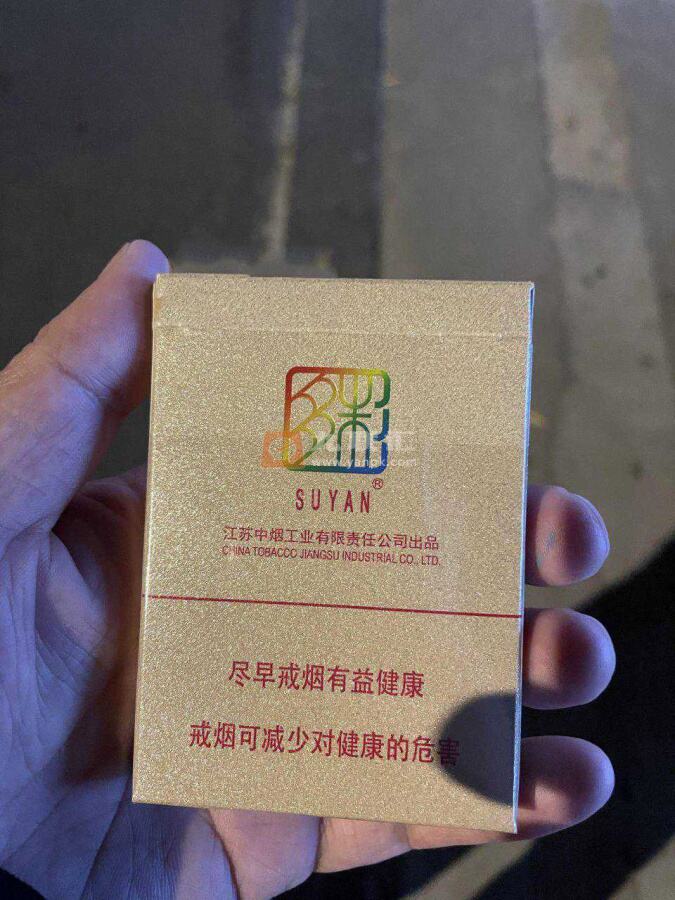 SUYAN®
江苏中烟工业有限责任公司出品
CHINA TOBACCC JIANGSU INDUSTRIAL CO., LTD.
尽早戒烟有益健康
戒烟可减少对健康的危害